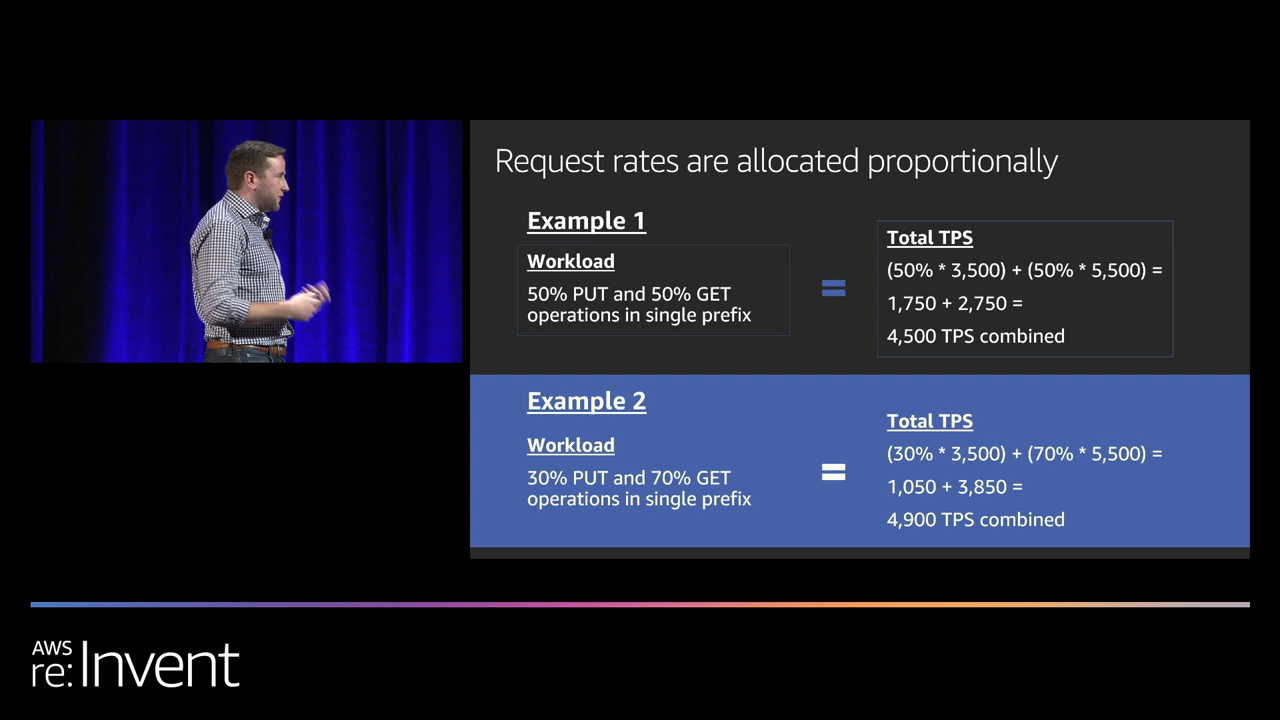 Request rates are allocated proportionally
Example 1
Workload
50% PUT and 50% GET
operations in single prefix
=
Total TPS
(50% * 3,500) + (50% * 5,500) =
1,750 + 2,750 =
4,500 TPS combined
Example 2
Workload
30% PUT and 70% GET
operations in single prefix
=
Total TPS
(30% * 3,500) + (70% * 5,500) =
1,050 + 3,850 =
4,900 TPS combined
AWS
re:Invent